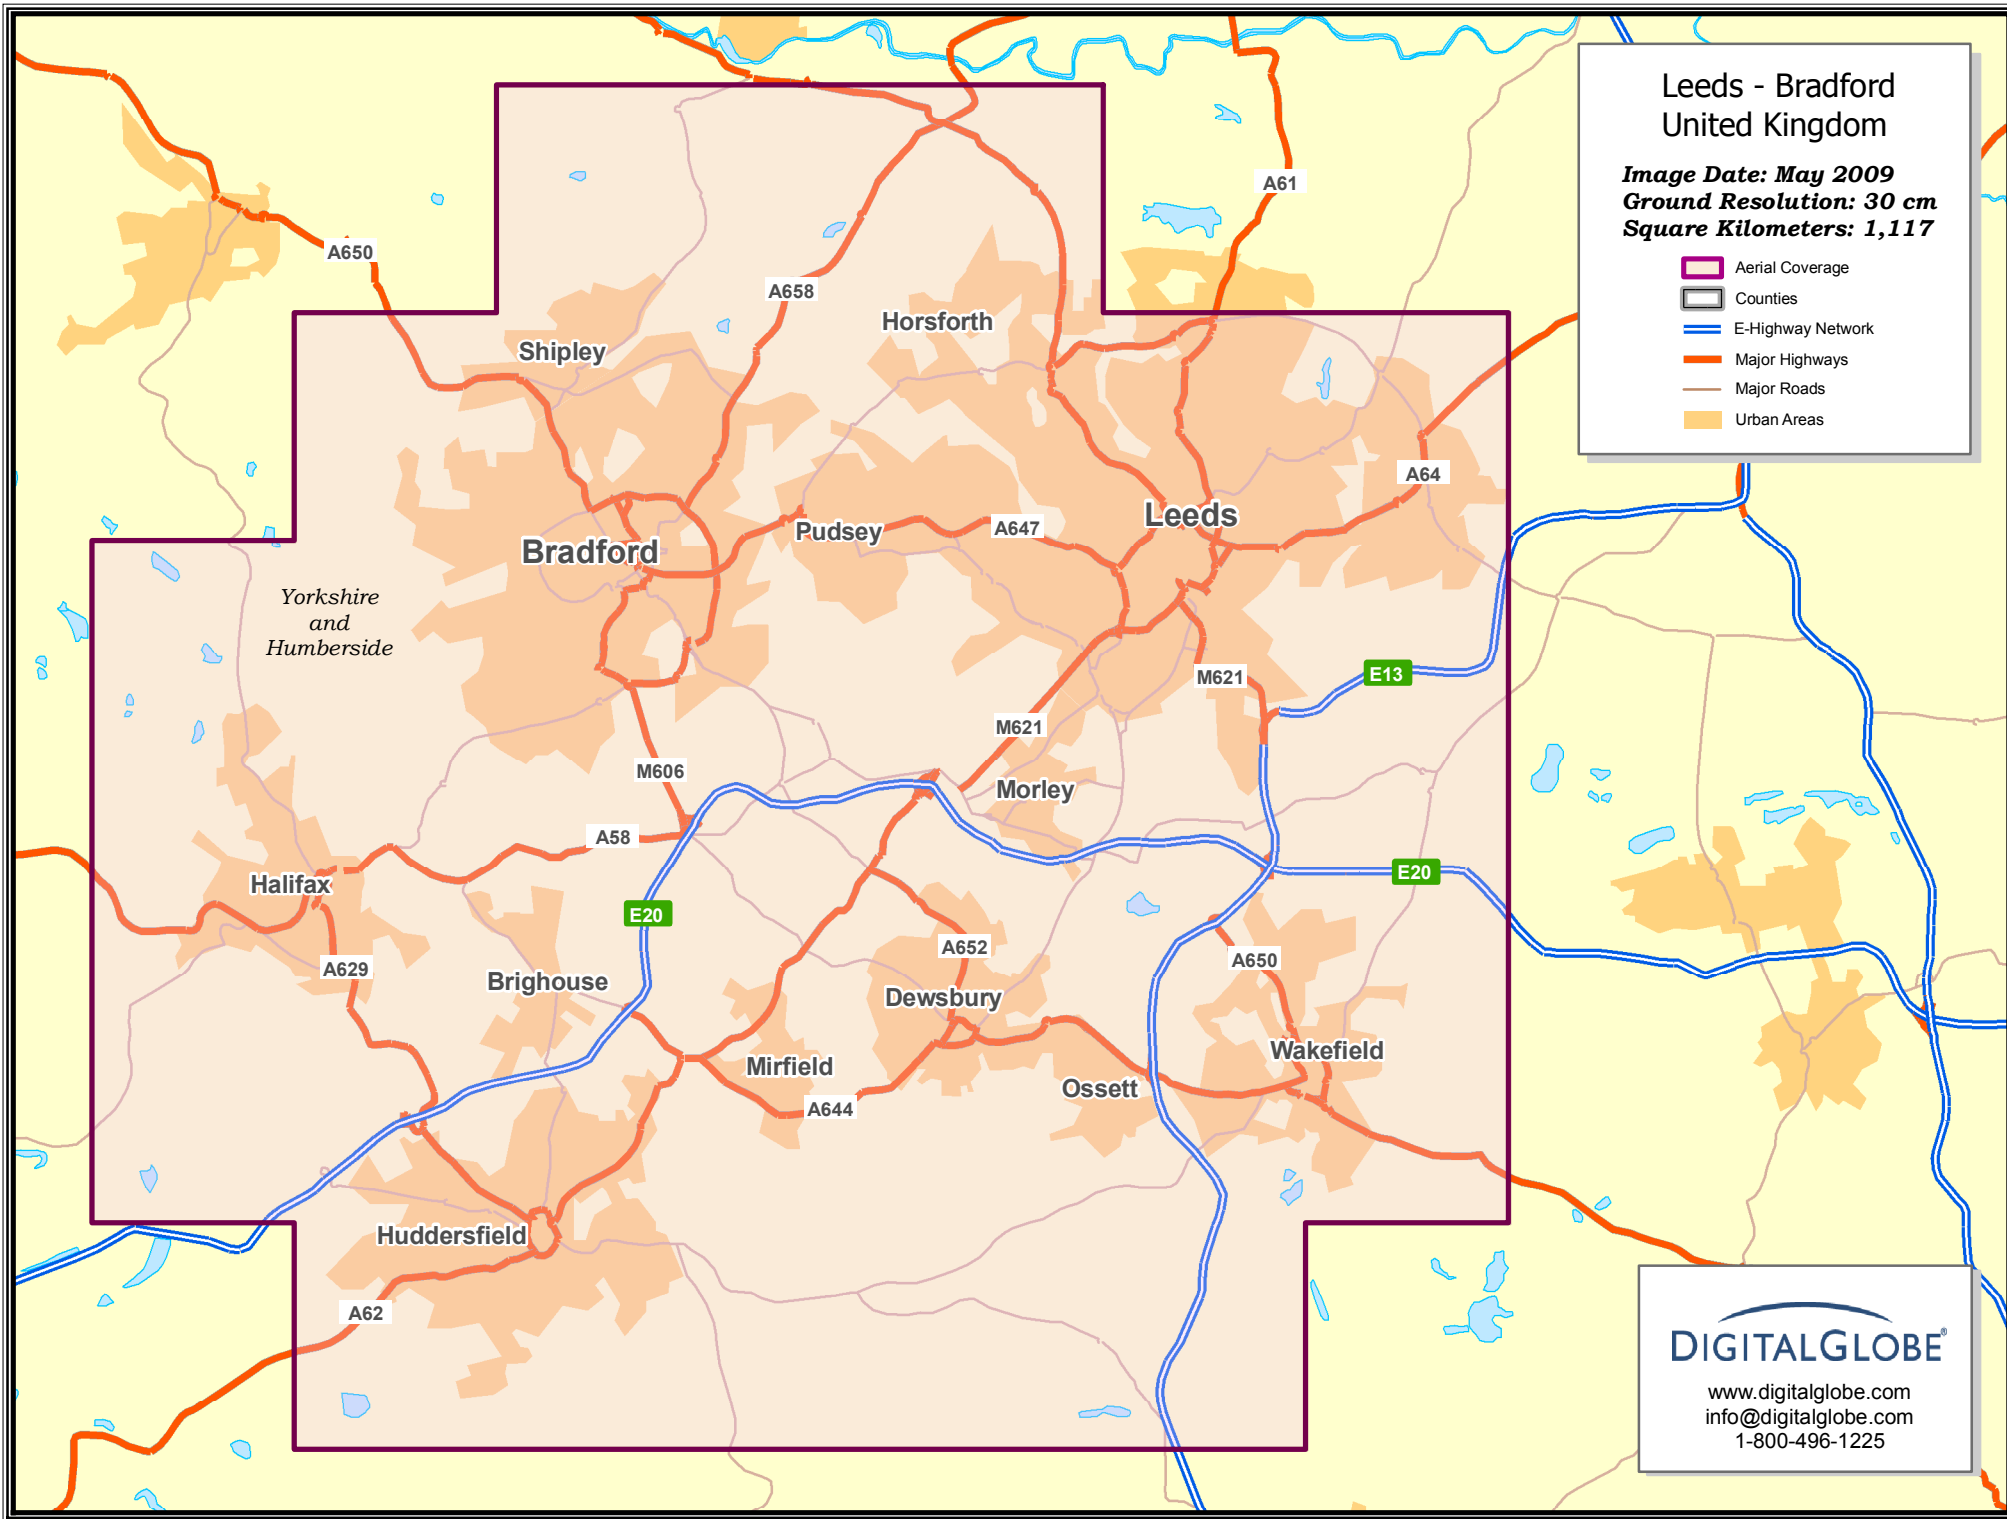 Leeds - Bradford
United Kingdom
Image Date: May 2009
Ground Resolution: 30 cm
Square Kilometers: 1,117
Aerial Coverage
Counties
E-Highway Network
Major Highways
Major Roads
Urban Areas
A61
A650
A658
Horsforth
Shipley
A64
Leeds
Pudsey
A647
Bradford
Yorkshire
and
Humberside
E13
M621
M621
M606
Morley
A58
E20
Halifax
E20
A652
A650
A629
Brighouse
Dewsbury
Wakefield
Mirfield
Ossett
A644
Huddersfield
A62
DIGITALGLOBE®
www.digitalglobe.com
info@digitalglobe.com
1-800-496-1225